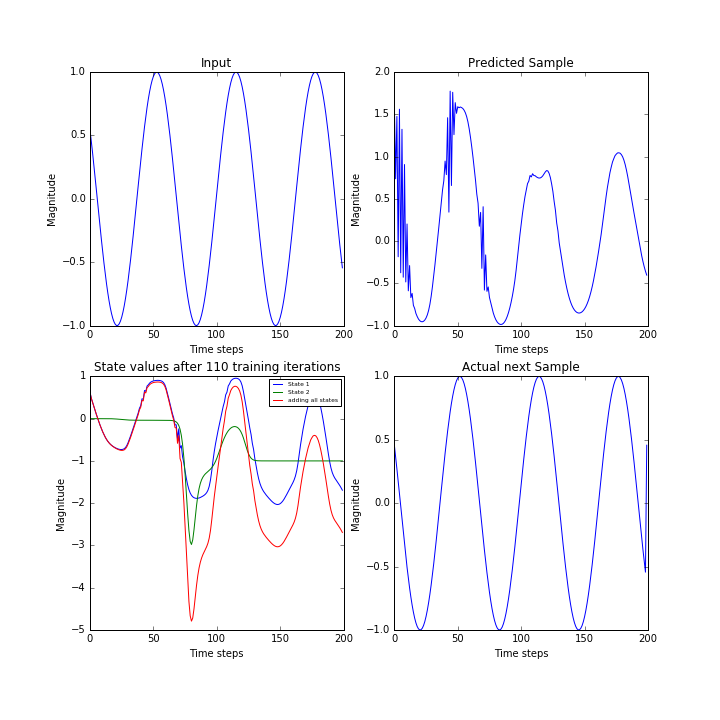 Input
Magnitude
1.0
0.5
0.0
−0.5
−1.0
0
50
100
150
200
Time steps
Predicted Sample
Magnitude
2.0
1.5
1.0
0.5
0.0
−0.5
−1.0
0
50
100
150
200
Time steps
State values after 110 training iterations
Magnitude
1
0
−1
−2
−3
−4
−5
State 1
State 2
adding all states
0
50
100
150
200
Time steps
Actual next Sample
Magnitude
1.0
0.5
0.0
−0.5
−1.0
0
50
100
150
200
Time steps